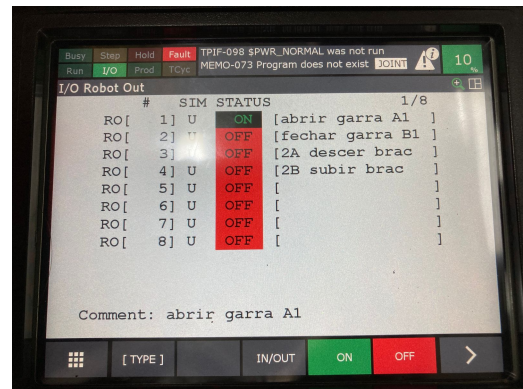 Busy Step Hold Fault TPIF-098 $PWR_NORMAL was not run
Run I/O Prod TCyc MEMO-073 Program does not exist JOINT 10 %
I/O Robot Out
# SIM STATUS 1/8
RO[ 1] U ON [abrir garra A1 ]
RO[ 2] U OFF [fechar garra B1 ]
RO[ 3] U OFF [2A descer brac ]
RO[ 4] U OFF [2B subir brac ]
RO[ 5] U OFF [ ]
RO[ 6] U OFF [ ]
RO[ 7] U OFF [ ]
RO[ 8] U OFF [ ]
Comment: abrir garra A1
[ TYPE ] IN/OUT ON OFF >